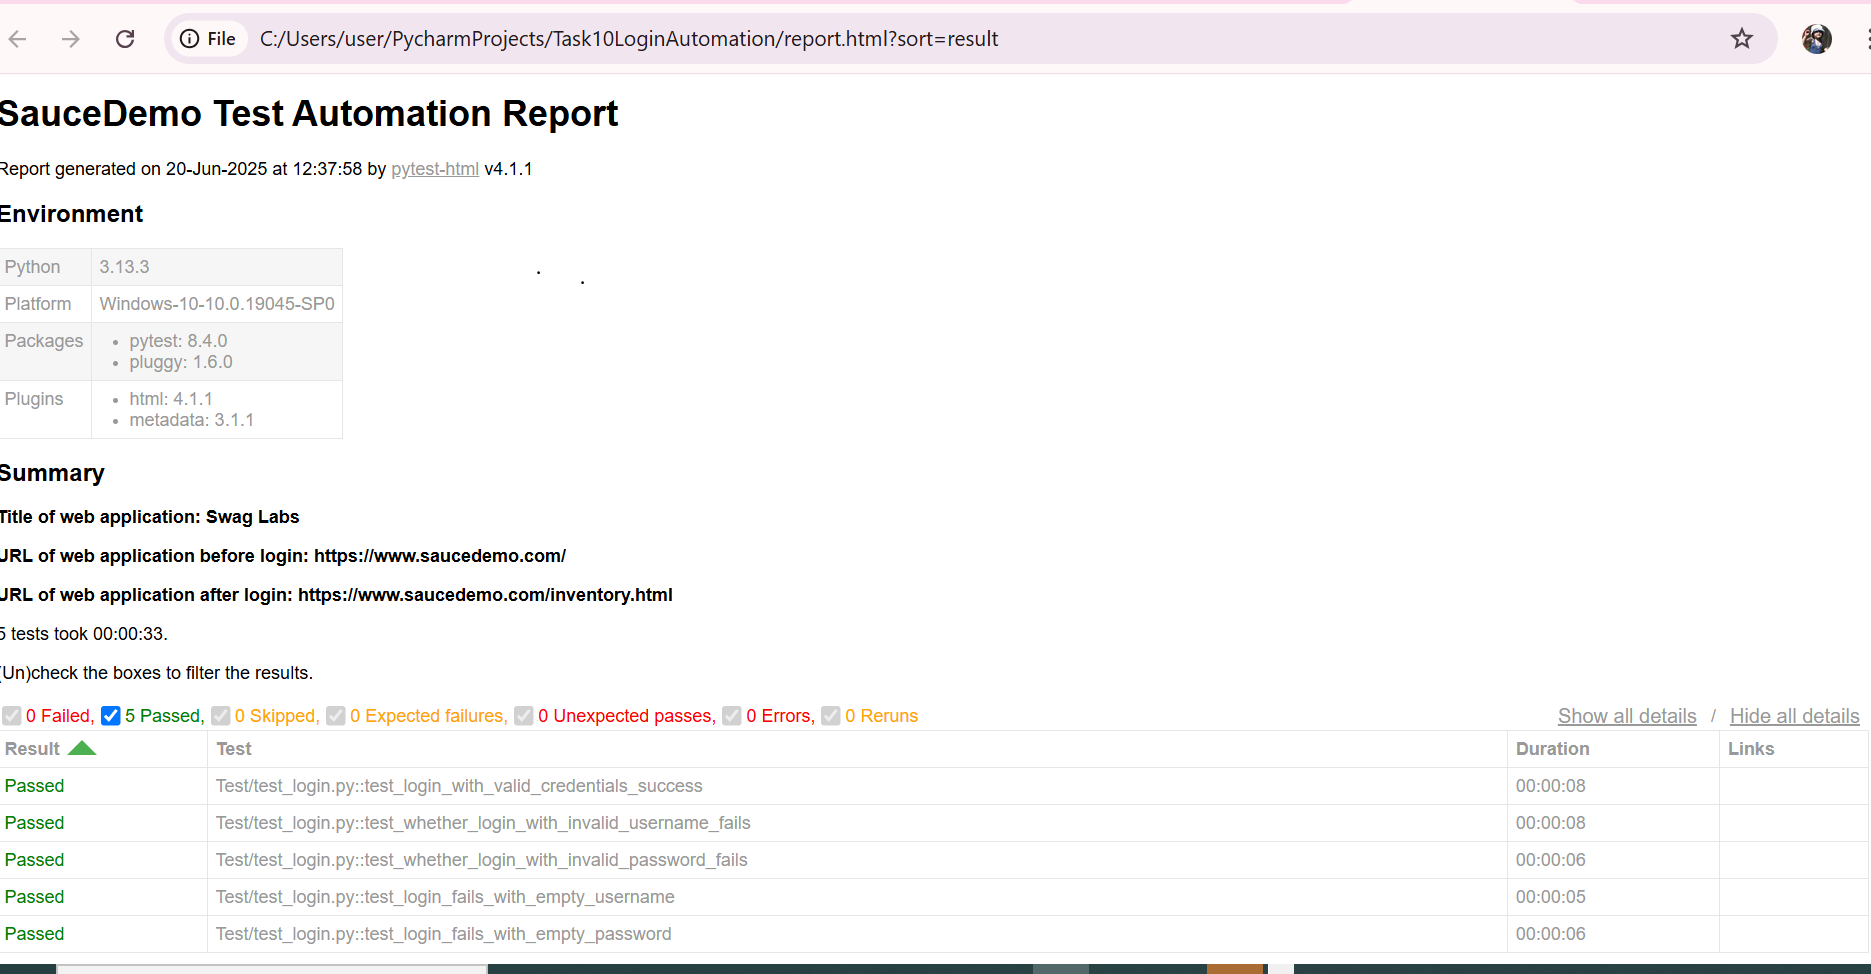 File C:/Users/user/PycharmProjects/Task10LoginAutomation/report.html?sort=result
SauceDemo Test Automation Report
Report generated on 20-Jun-2025 at 12:37:58 by pytest-html v4.1.1
Environment
Python 3.13.3
Platform Windows-10-10.0.19045-SP0
Packages • pytest: 8.4.0
• pluggy: 1.6.0
Plugins • html: 4.1.1
• metadata: 3.1.1
Summary
Title of web application: Swag Labs
URL of web application before login: https://www.saucedemo.com/
URL of web application after login: https://www.saucedemo.com/inventory.html
5 tests took 00:00:33.
(Un)check the boxes to filter the results.
0 Failed, 5 Passed, 0 Skipped, 0 Expected failures, 0 Unexpected passes, 0 Errors, 0 Reruns Show all details / Hide all details
Result Test Duration Links
Passed Test/test_login.py::test_login_with_valid_credentials_success 00:00:08
Passed Test/test_login.py::test_whether_login_with_invalid_username_fails 00:00:08
Passed Test/test_login.py::test_whether_login_with_invalid_password_fails 00:00:06
Passed Test/test_login.py::test_login_fails_with_empty_username 00:00:05
Passed Test/test_login.py::test_login_fails_with_empty_password 00:00:06